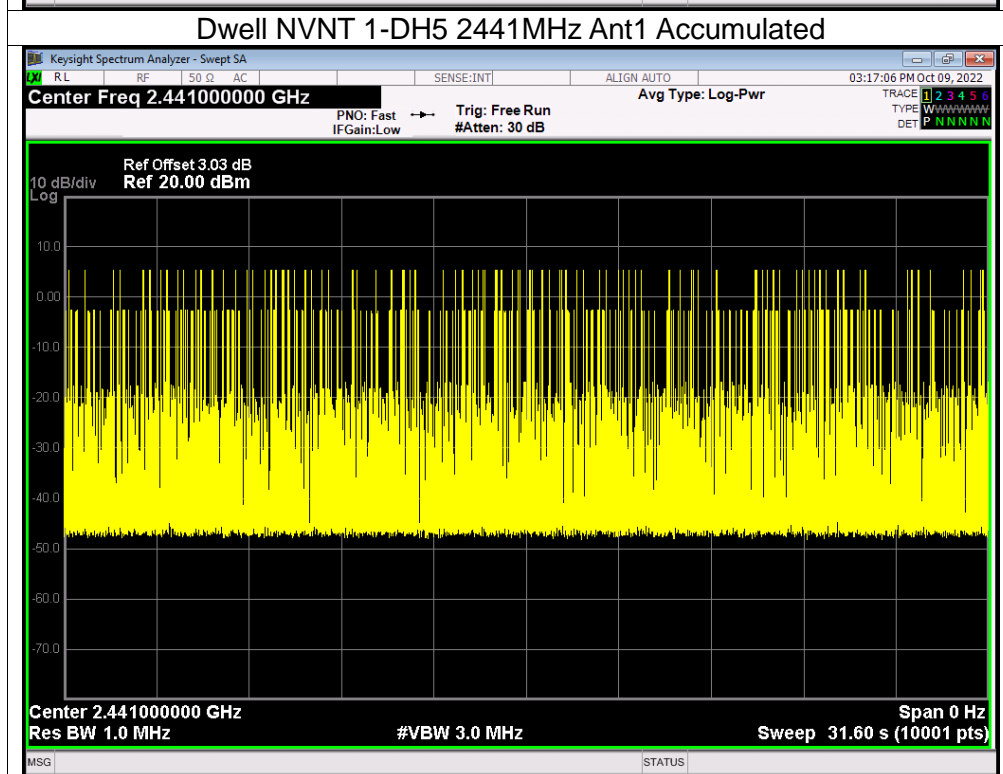 Dwell NVNT 1-DH5 2441MHz Ant1 Accumulated
Keysight Spectrum Analyzer - Swept SA
LXI RL RF 50 Ω AC SENSE:INT ALIGN AUTO 03:17:06 PM Oct 09, 2022
Center Freq 2.441000000 GHz Avg Type: Log-Pwr TRACE 1 2 3 4 5 6
PNO: Fast Trig: Free Run TYPE WWWWWW
IFGain:Low #Atten: 30 dB DET P N N N N N
Ref Offset 3.03 dB
10 dB/div Ref 20.00 dBm
Log
10.0
0.00
-10.0
-20.0
-30.0
-40.0
-50.0
-60.0
-70.0
Center 2.441000000 GHz Span 0 Hz
Res BW 1.0 MHz #VBW 3.0 MHz Sweep 31.60 s (10001 pts)
MSG STATUS